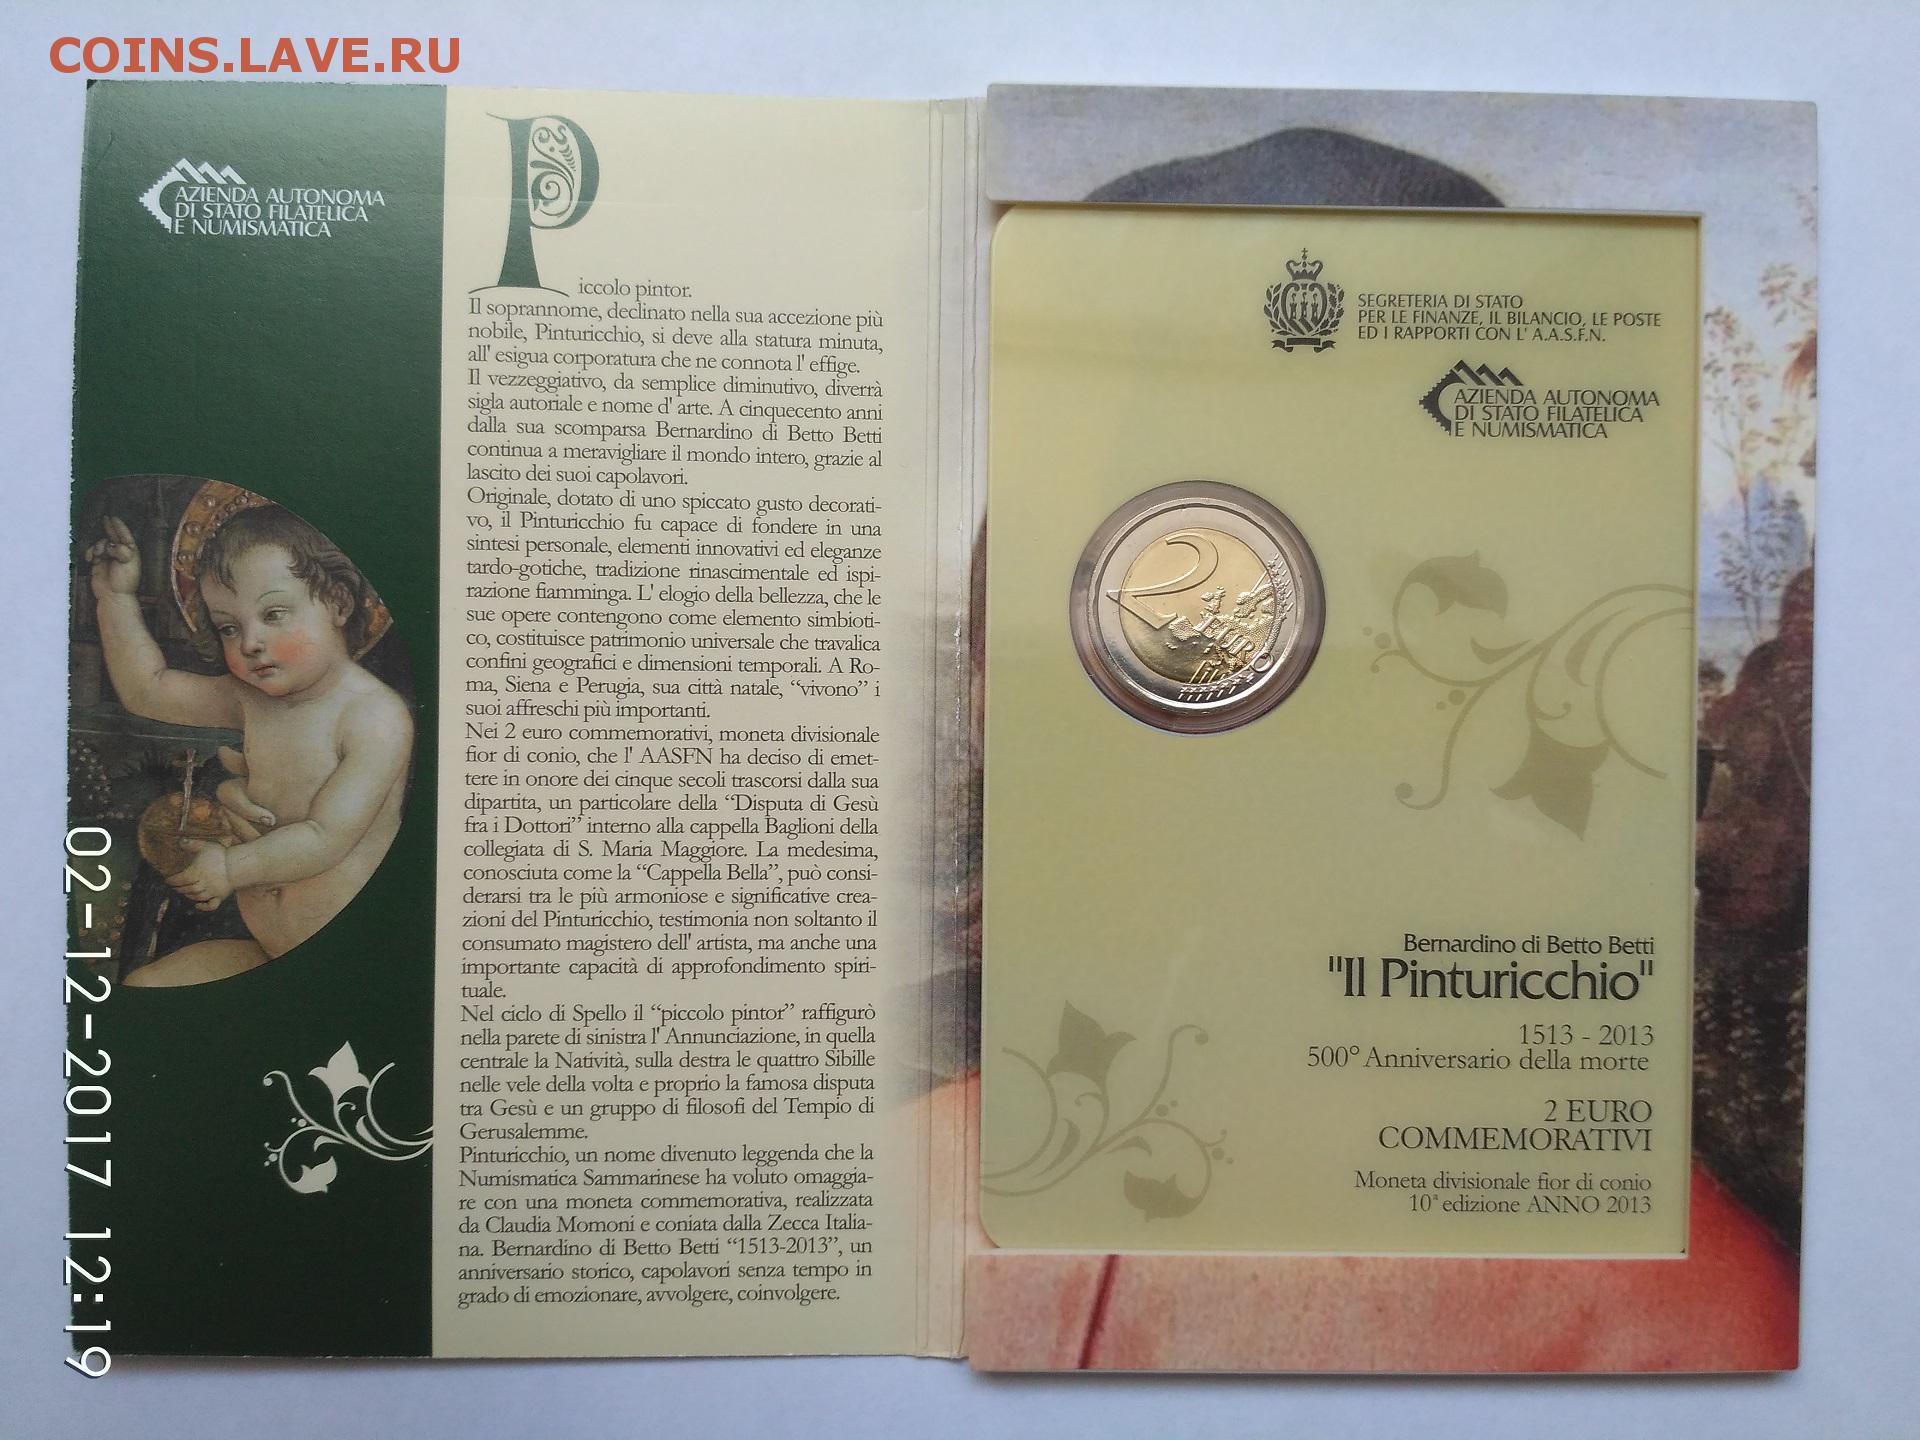 COINS.LAVE.RU
AZIENDA AUTONOMA
DI STATO FILATELICA
E NUMISMATICA
Piccolo pintor.
Il soprannome, declinato nella sua accezione più
nobile, Pinturicchio, si deve alla statura minuta,
all' esigua corporatura che ne connota l' effige.
Il vezzeggiativo, da semplice diminutivo, diverrà
sigla autoriale e nome d' arte. A cinquecento anni
dalla sua scomparsa Bernardino di Betto Betti
continua a meravigliare il mondo intero, grazie al
lascito dei suoi capolavori.
Originale, dotato di uno spiccato gusto decorati-
vo, il Pinturicchio fu capace di fondere in una
sintesi personale, elementi innovativi ed eleganze
tardo-gotiche, tradizione rinascimentale ed ispi-
razione fiamminga. L' elogio della bellezza, che le
sue opere contengono come elemento simbioti-
co, costituisce patrimonio universale che travalica
confini geografici e dimensioni temporali. A Ro-
ma, Siena e Perugia, sua città natale, “vivono” i
suoi affreschi più importanti.
Nei 2 euro commemorativi, moneta divisionale
fior di conio, che l' AASFN ha deciso di emet-
tere in onore dei cinque secoli trascorsi dalla sua
dipartita, un particolare della “Disputa di Gesù
fra i Dottori” interno alla cappella Baglioni della
collegiata di S. Maria Maggiore. La medesima,
conosciuta come la “Cappella Bella”, può consi-
derarsi tra le più armoniose e significative crea-
zioni del Pinturicchio, testimonia non soltanto il
consumato magistero dell' artista, ma anche una
importante capacità di approfondimento spiri-
tuale.
Nel ciclo di Spello il “piccolo pintor” raffigurò
nella parete di sinistra l' Annunciazione, in quella
centrale la Natività, sulla destra le quattro Sibille
nelle vele della volta e proprio la famosa disputa
tra Gesù e un gruppo di filosofi del Tempio di
Gerusalemme.
Pinturicchio, un nome divenuto leggenda che la
Numismatica Sammarinese ha voluto omaggia-
re con una moneta commemorativa, realizzata
da Claudia Momoni e coniata dalla Zecca Italia-
na. Bernardino di Betto Betti “1513-2013”, un
anniversario storico, capolavori senza tempo in
grado di emozionare, avvolgere, coinvolgere.
SEGRETERIA DI STATO
PER LE FINANZE, IL BILANCIO, LE POSTE
ED I RAPPORTI CON L' A.A.S.F.N.
AZIENDA AUTONOMA
DI STATO FILATELICA
E NUMISMATICA
2 EURO
Bernardino di Betto Betti
"Il Pinturicchio"
1513 - 2013
500° Anniversario della morte
2 EURO
COMMEMORATIVI
Moneta divisionale fior di conio
10ª edizione ANNO 2013
02-12-2017 12:19